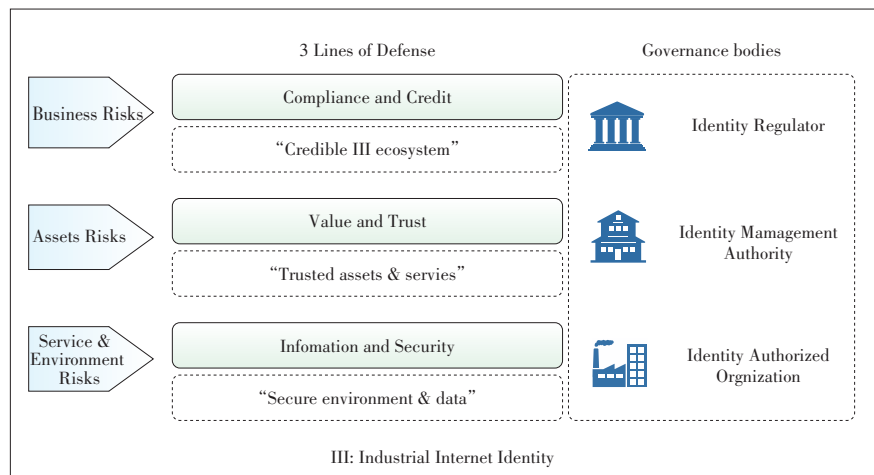 3 Lines of Defense
Governance bodies
Business Risks
Compliance and Credit
“Credible III ecosystem”
Identity Regulator
Assets Risks
Value and Trust
“Trusted assets & servies”
Identity Mamagement
Authority
Service &
Environment
Risks
Infomation and Security
“Secure environment & data”
Identity Authorized
Orgnization
III: Industrial Internet Identity